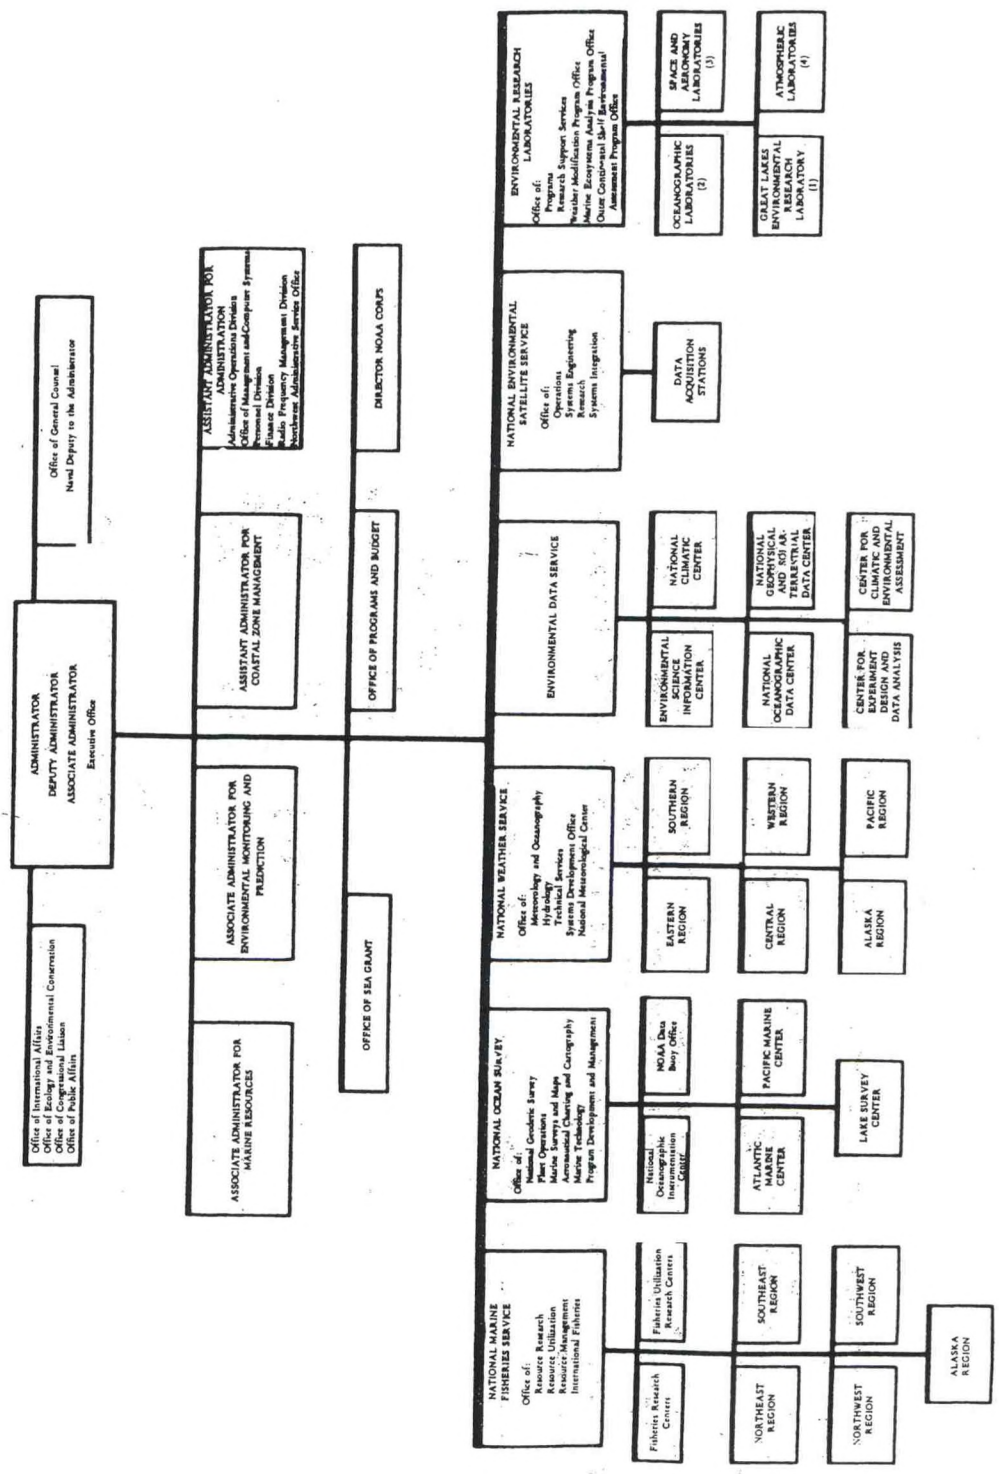 ADMINISTRATOR
DEPUTY ADMINISTRATOR
ASSOCIATE ADMINISTRATOR
Executive Office
Office of International Affairs
Office of Ecology and Environmental Conservation
Office of Congressional Liaison
Office of Public Affairs
Office of General Counsel
Naval Deputy to the Administrator
ASSOCIATE ADMINISTRATOR FOR
MARINE RESOURCES
ASSOCIATE ADMINISTRATOR FOR
ENVIRONMENTAL MONITORING AND
PREDICTION
ASSISTANT ADMINISTRATOR FOR
COASTAL ZONE MANAGEMENT
ASSISTANT ADMINISTRATOR FOR
ADMINISTRATION
Administrative Operations Division
Office of Management and Computer Systems
Personnel Division
Finance Division
Radio Frequency Management Division
Northwest Administrative Service Office
OFFICE OF SEA GRANT
OFFICE OF PROGRAMS AND BUDGET
DIRECTOR NOAA CORPS
NATIONAL MARINE
FISHERIES SERVICE
Office of:
Resource Research
Resource Utilization
Resource Management
International Fisheries
Fisheries Research
Centers
Fisheries Utilization
Research Centers
NORTHEAST
REGION
SOUTHEAST
REGION
NORTHWEST
REGION
SOUTHWEST
REGION
ALASKA
REGION
NATIONAL OCEAN SURVEY
Office of:
National Geodetic Survey
Fleet Operations
Marine Surveys and Maps
Aeronautical Charting and Cartography
Marine Technology
Program Development and Management
National
Oceanographic
Instrumentation
Center
NOAA Data
Buoy Office
ATLANTIC
MARINE
CENTER
PACIFIC MARINE
CENTER
LAKE SURVEY
CENTER
NATIONAL WEATHER SERVICE
Office of:
Meteorology and Oceanography
Hydrology
Technical Services
Systems Development Office
National Meteorological Center
EASTERN
REGION
SOUTHERN
REGION
CENTRAL
REGION
WESTERN
REGION
ALASKA
REGION
PACIFIC
REGION
ENVIRONMENTAL DATA SERVICE
ENVIRONMENTAL
SCIENCE
INFORMATION
CENTER
NATIONAL
CLIMATIC
CENTER
NATIONAL
OCEANOGRAPHIC
DATA CENTER
NATIONAL
GEOPHYSICAL
AND SOLAR-
TERRESTRIAL
DATA CENTER
CENTER FOR
EXPERIMENT
DESIGN AND
DATA ANALYSIS
CENTER FOR
CLIMATIC AND
ENVIRONMENTAL
ASSESSMENT
NATIONAL ENVIRONMENTAL
SATELLITE SERVICE
Office of:
Operations
Systems Engineering
Research
Systems Integration
DATA
ACQUISITION
STATIONS
ENVIRONMENTAL RESEARCH
LABORATORIES
Office of:
Programs
Research Support Services
Weather Modification Program Office
Marine Ecosystems Analysis Program Office
Outer Continental Shelf Environmental
Assessment Program Office
OCEANOGRAPHIC
LABORATORIES
(2)
SPACE AND
AERONOMY
LABORATORIES
(3)
GREAT LAKES
ENVIRONMENTAL
RESEARCH
LABORATORY
(1)
ATMOSPHERIC
LABORATORIES
(4)